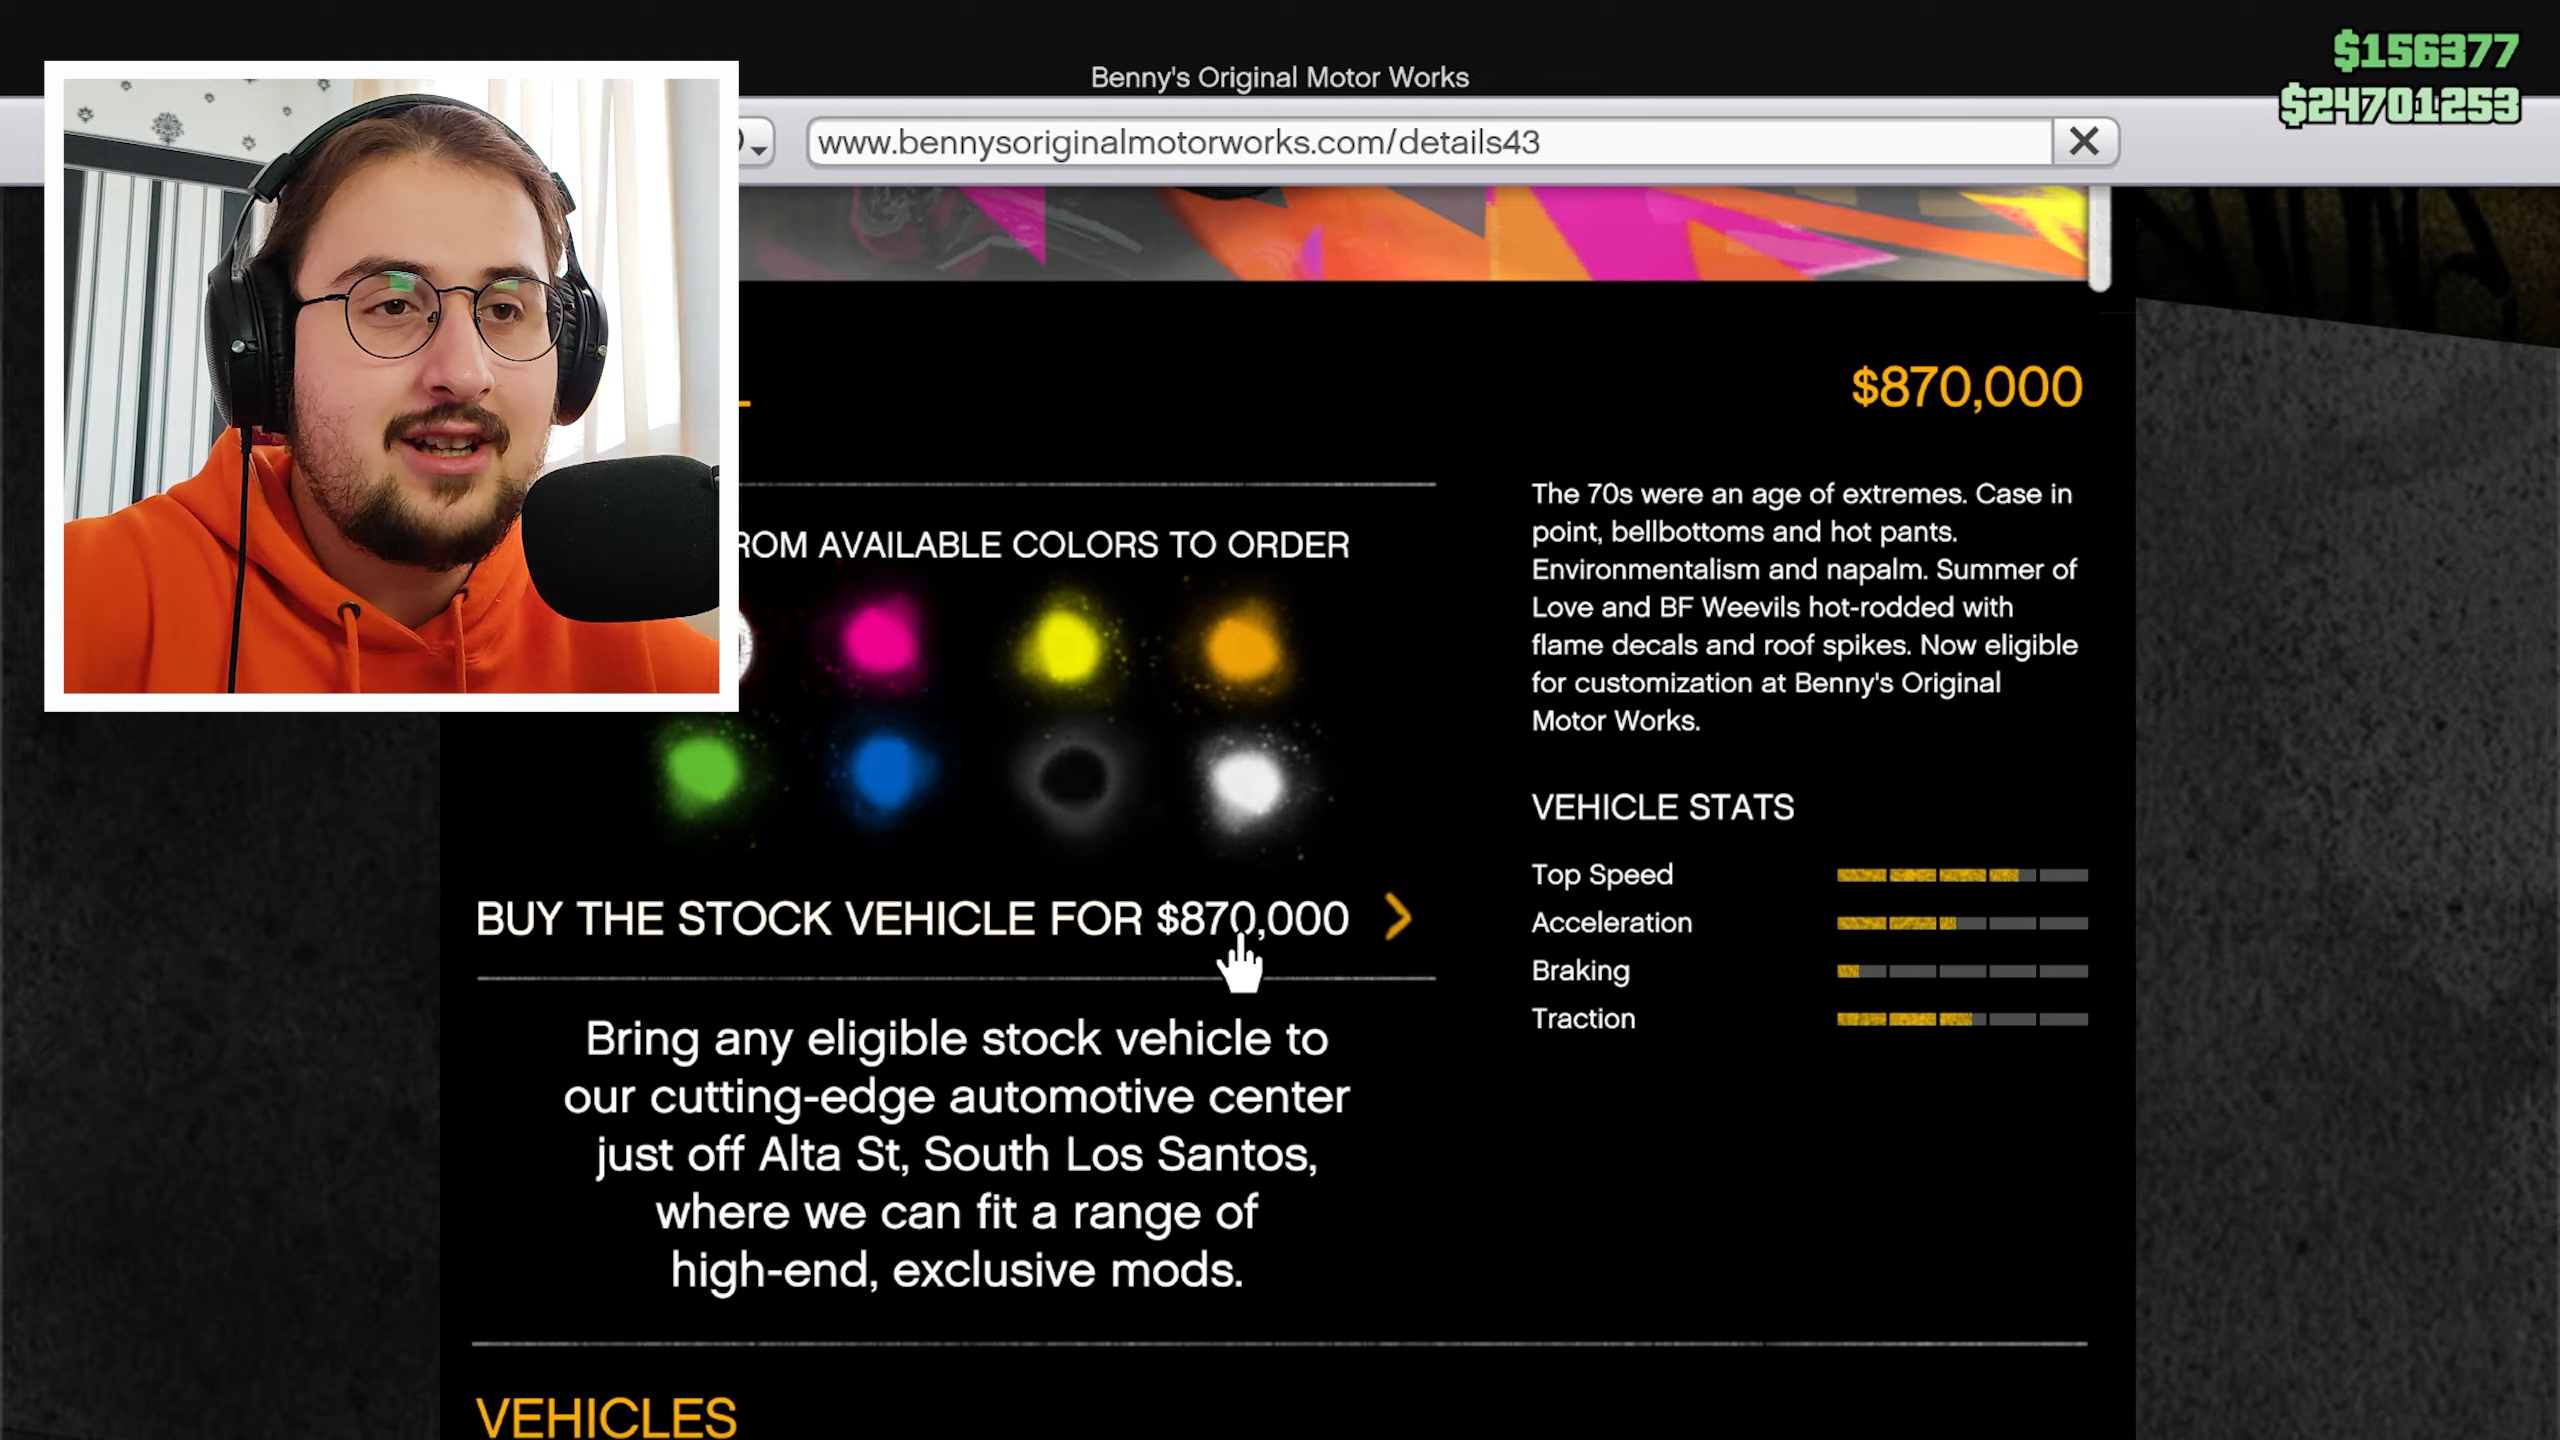 $156377
Benny's Original Motor Works
$24701253
www.bennysoriginalmotorworks.com/details43
$870,000
ROM AVAILABLE COLORS TO ORDER
BUY THE STOCK VEHICLE FOR $870,000
Bring any eligible stock vehicle to
our cutting-edge automotive center
just off Alta St, South Los Santos,
where we can fit a range of
high-end, exclusive mods.
The 70s were an age of extremes. Case in
point, bellbottoms and hot pants.
Environmentalism and napalm. Summer of
Love and BF Weevils hot-rodded with
flame decals and roof spikes. Now eligible
for customization at Benny's Original
Motor Works.
VEHICLE STATS
Top Speed
Acceleration
Braking
Traction
VEHICLES